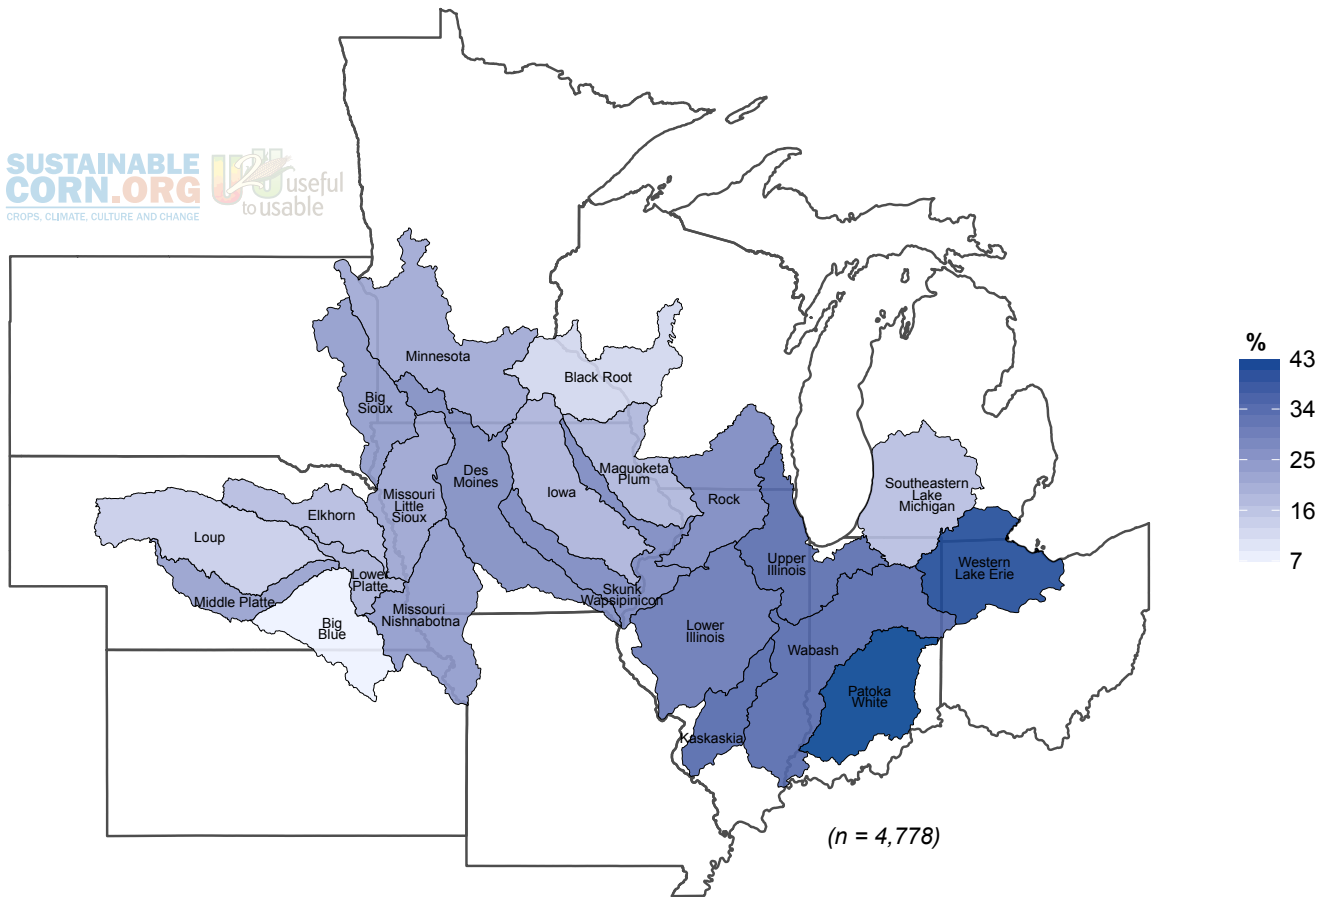 SUSTAINABLE
CORN.ORG
CROPS, CLIMATE, CULTURE AND CHANGE
U2U useful
to usable
Minnesota
Black Root
Big
Sioux
Des
Moines
Maquoketa
Plum
Iowa
Rock
Missouri
Little
Sioux
Elkhorn
Loup
Lower
Platte
Middle Platte
Big
Blue
Missouri
Nishnabotna
Skunk
Wapsipinicon
Upper
Illinois
Lower
Illinois
Southeastern
Lake
Michigan
Western
Lake Erie
Wabash
Patoka
White
Kaskaskia
(n = 4,778)
%
43
34
25
16
7